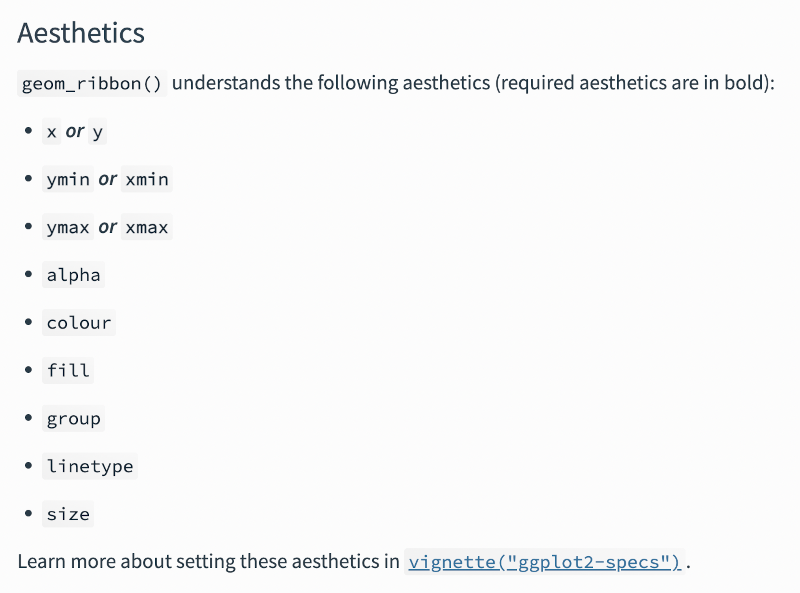 Aesthetics
geom_ribbon() understands the following aesthetics (required aesthetics are in bold):
• x or y
• ymin or xmin
• ymax or xmax
• alpha
• colour
• fill
• group
• linetype
• size
Learn more about setting these aesthetics in vignette("ggplot2-specs").